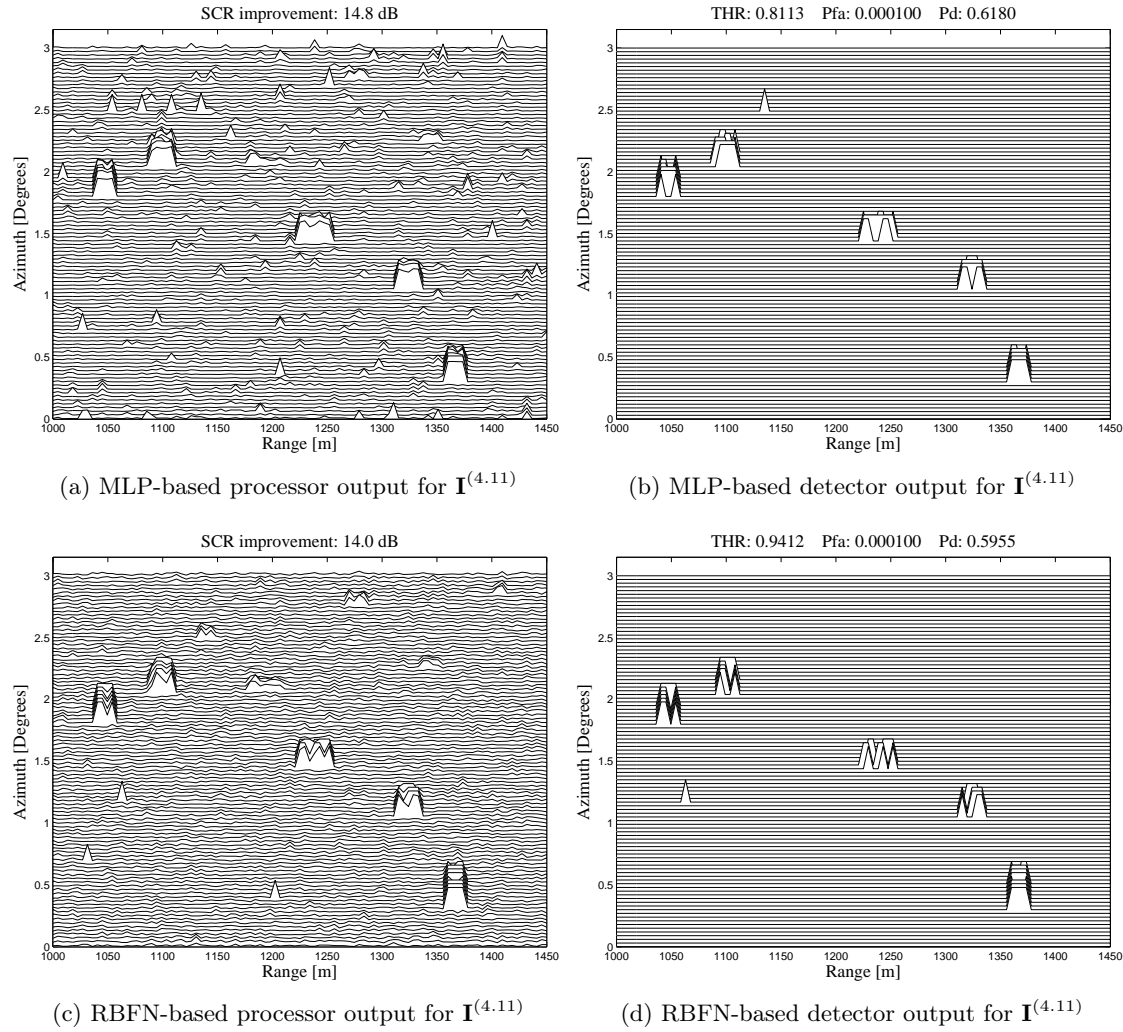 SCR improvement: 14.8 dB
3
2.5
2
1.5
1
0.5
0
Azimuth [Degrees]
1000 1050 1100 1150 1200 1250 1300 1350 1400 1450
Range [m]
(a) MLP-based processor output for I(4.11)
THR: 0.8113 Pfa: 0.000100 Pd: 0.6180
3
2.5
2
1.5
1
0.5
0
Azimuth [Degrees]
1000 1050 1100 1150 1200 1250 1300 1350 1400 1450
Range [m]
(b) MLP-based detector output for I(4.11)
SCR improvement: 14.0 dB
3
2.5
2
1.5
1
0.5
0
Azimuth [Degrees]
1000 1050 1100 1150 1200 1250 1300 1350 1400 1450
Range [m]
(c) RBFN-based processor output for I(4.11)
THR: 0.9412 Pfa: 0.000100 Pd: 0.5955
3
2.5
2
1.5
1
0.5
0
Azimuth [Degrees]
1000 1050 1100 1150 1200 1250 1300 1350 1400 1450
Range [m]
(d) RBFN-based detector output for I(4.11)